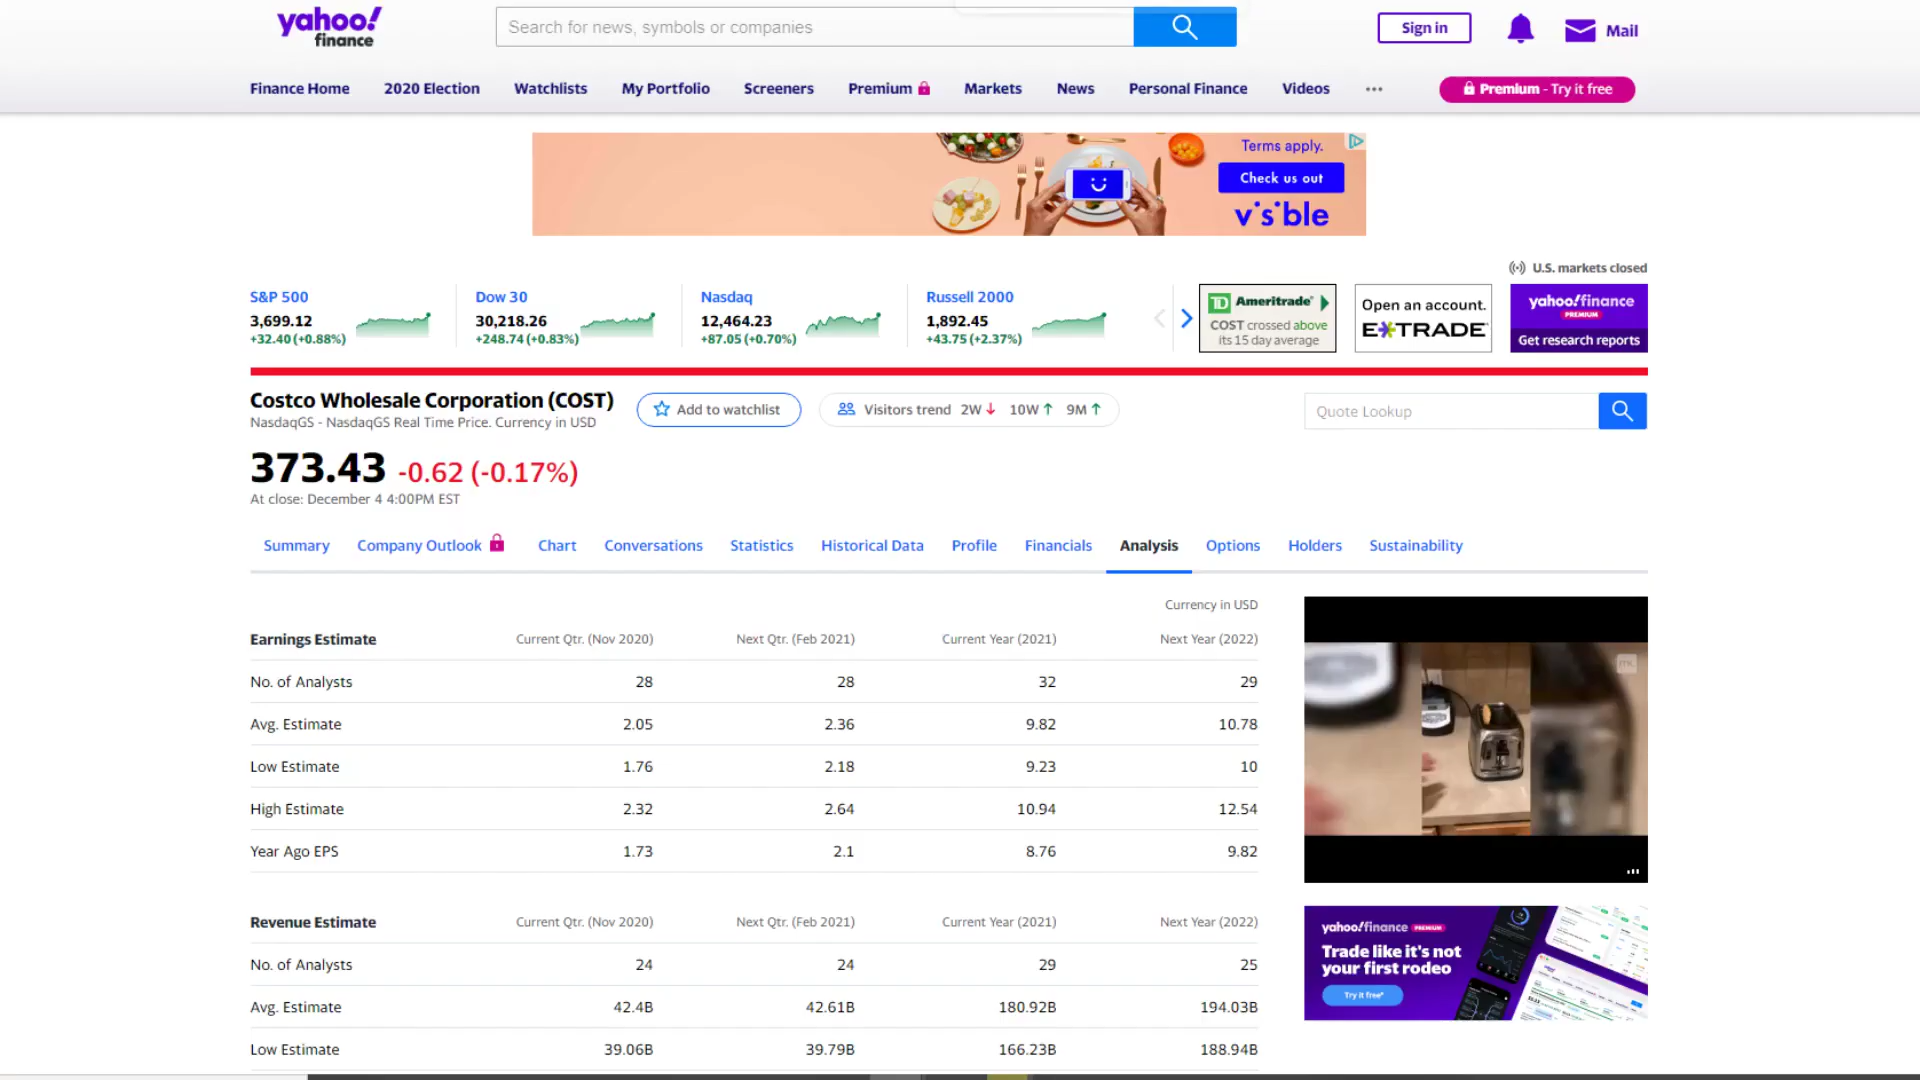 yahoo!
finance
Search for news, symbols or companies
Sign in
Mail
Finance Home 2020 Election Watchlists My Portfolio Screeners Premium Markets News Personal Finance Videos ••• Premium - Try it free
Terms apply.
Check us out
visible
U.S. markets closed
S&P 500
3,699.12
+32.40 (+0.88%)
Dow 30
30,218.26
+248.74 (+0.83%)
Nasdaq
12,464.23
+87.05 (+0.70%)
Russell 2000
1,892.45
+43.75 (+2.37%)
TD Ameritrade
COST crossed above
its 15 day average
Open an account.
E*TRADE
yahoo!finance
PREMIUM
Get research reports
Costco Wholesale Corporation (COST)
NasdaqGS - NasdaqGS Real Time Price. Currency in USD
Add to watchlist
Visitors trend 2W ↓ 10W ↑ 9M ↑
Quote Lookup
373.43 -0.62 (-0.17%)
At close: December 4 4:00PM EST
Summary Company Outlook Chart Conversations Statistics Historical Data Profile Financials Analysis Options Holders Sustainability
Currency in USD
Earnings Estimate Current Qtr. (Nov 2020) Next Qtr. (Feb 2021) Current Year (2021) Next Year (2022)
No. of Analysts 28 28 32 29
Avg. Estimate 2.05 2.36 9.82 10.78
Low Estimate 1.76 2.18 9.23 10
High Estimate 2.32 2.64 10.94 12.54
Year Ago EPS 1.73 2.1 8.76 9.82
Revenue Estimate Current Qtr. (Nov 2020) Next Qtr. (Feb 2021) Current Year (2021) Next Year (2022)
No. of Analysts 24 24 29 25
Avg. Estimate 42.4B 42.61B 180.92B 194.03B
Low Estimate 39.06B 39.79B 166.23B 188.94B
yahoo!finance PREMIUM
Trade like it's not
your first rodeo
Try it free*